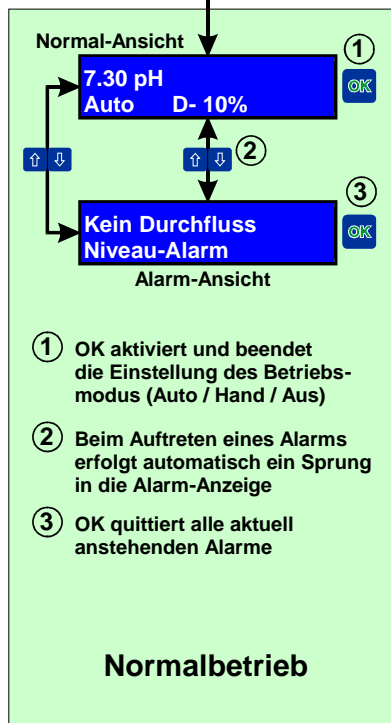 Normal-Ansicht
1
7.30 pH
OK
Auto D- 10%
2
3
Kein Durchfluss
OK
Niveau-Alarm
Alarm-Ansicht
1 OK aktiviert und beendet
die Einstellung des Betriebs-
modus (Auto / Hand / Aus)
2 Beim Auftreten eines Alarms
erfolgt automatisch ein Sprung
in die Alarm-Anzeige
3 OK quittiert alle aktuell
anstehenden Alarme
Normalbetrieb